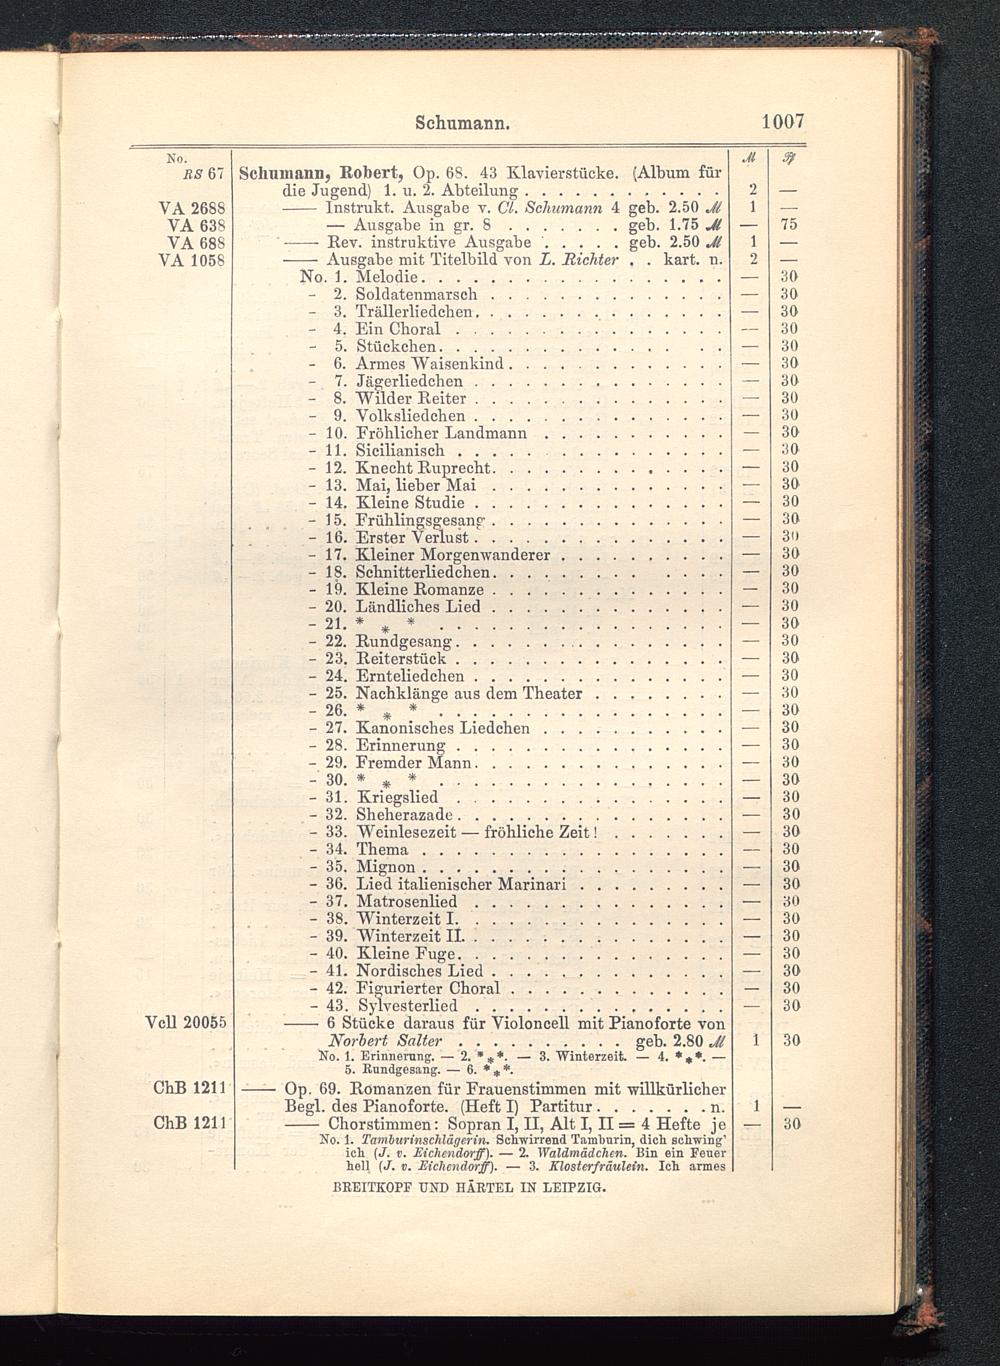 Schumann. 1007
No. ℳ ₰
RS 67 Schumann, Robert, Op. 68. 43 Klavierstücke. (Album für
die Jugend) 1. u. 2. Abteilung . . . . . . . . . . . . 2 —
VA 2688 —— Instrukt. Ausgabe v. Cl. Schumann 4 geb. 2.50 ℳ 1 —
VA 638 — Ausgabe in gr. 8 . . . . . . . . geb. 1.75 ℳ — 75
VA 688 —— Rev. instruktive Ausgabe . . . . . geb. 2.50 ℳ 1 —
VA 1058 —— Ausgabe mit Titelbild von L. Richter . . kart. n. 2 —
No. 1. Melodie . . . — 30
- 2. Soldatenmarsch . . . — 30
- 3. Trällerliedchen . . . — 30
- 4. Ein Choral . . . — 30
- 5. Stückchen . . . — 30
- 6. Armes Waisenkind . . . — 30
- 7. Jägerliedchen . . . — 30
- 8. Wilder Reiter . . . — 30
- 9. Volksliedchen . . . — 30
- 10. Fröhlicher Landmann . . . — 30
- 11. Sicilianisch . . . — 30
- 12. Knecht Ruprecht . . . — 30
- 13. Mai, lieber Mai . . . — 30
- 14. Kleine Studie . . . — 30
- 15. Frühlingsgesang . . . — 30
- 16. Erster Verlust . . . — 30
- 17. Kleiner Morgenwanderer . . . — 30
- 18. Schnitterliedchen . . . — 30
- 19. Kleine Romanze . . . — 30
- 20. Ländliches Lied . . . — 30
- 21. * * * . . . — 30
- 22. Rundgesang . . . — 30
- 23. Reiterstück . . . — 30
- 24. Ernteliedchen . . . — 30
- 25. Nachklänge aus dem Theater . . . — 30
- 26. * * * . . . — 30
- 27. Kanonisches Liedchen . . . — 30
- 28. Erinnerung . . . — 30
- 29. Fremder Mann . . . — 30
- 30. * * * . . . — 30
- 31. Kriegslied . . . — 30
- 32. Sheherazade . . . — 30
- 33. Weinlesezeit — fröhliche Zeit! . . . — 30
- 34. Thema . . . — 30
- 35. Mignon . . . — 30
- 36. Lied italienischer Marinari . . . — 30
- 37. Matrosenlied . . . — 30
- 38. Winterzeit I. . . . — 30
- 39. Winterzeit II. . . . — 30
- 40. Kleine Fuge . . . — 30
- 41. Nordisches Lied . . . — 30
- 42. Figurierter Choral . . . — 30
- 43. Sylvesterlied . . . — 30
Vcll 20055 —— 6 Stücke daraus für Violoncell mit Pianoforte von
Norbert Salter . . . . . . . . . . geb. 2.80 ℳ 1 30
No. 1. Erinnerung. — 2. ***. — 3. Winterzeit. — 4. ***. —
5. Rundgesang. — 6. ***.
ChB 1211 —— Op. 69. Romanzen für Frauenstimmen mit willkürlicher
Begl. des Pianoforte. (Heft I) Partitur . . . . . . . n. 1 —
ChB 1211 —— Chorstimmen: Sopran I, II, Alt I, II = 4 Hefte je — 30
No. 1. Tamburinschlägerin. Schwirrend Tamburin, dich schwing'
ich (J. v. Eichendorff). — 2. Waldmädchen. Bin ein Feuer
hell (J. v. Eichendorff). — 3. Klosterfräulein. Ich armes
BREITKOPF UND HÄRTEL IN LEIPZIG.